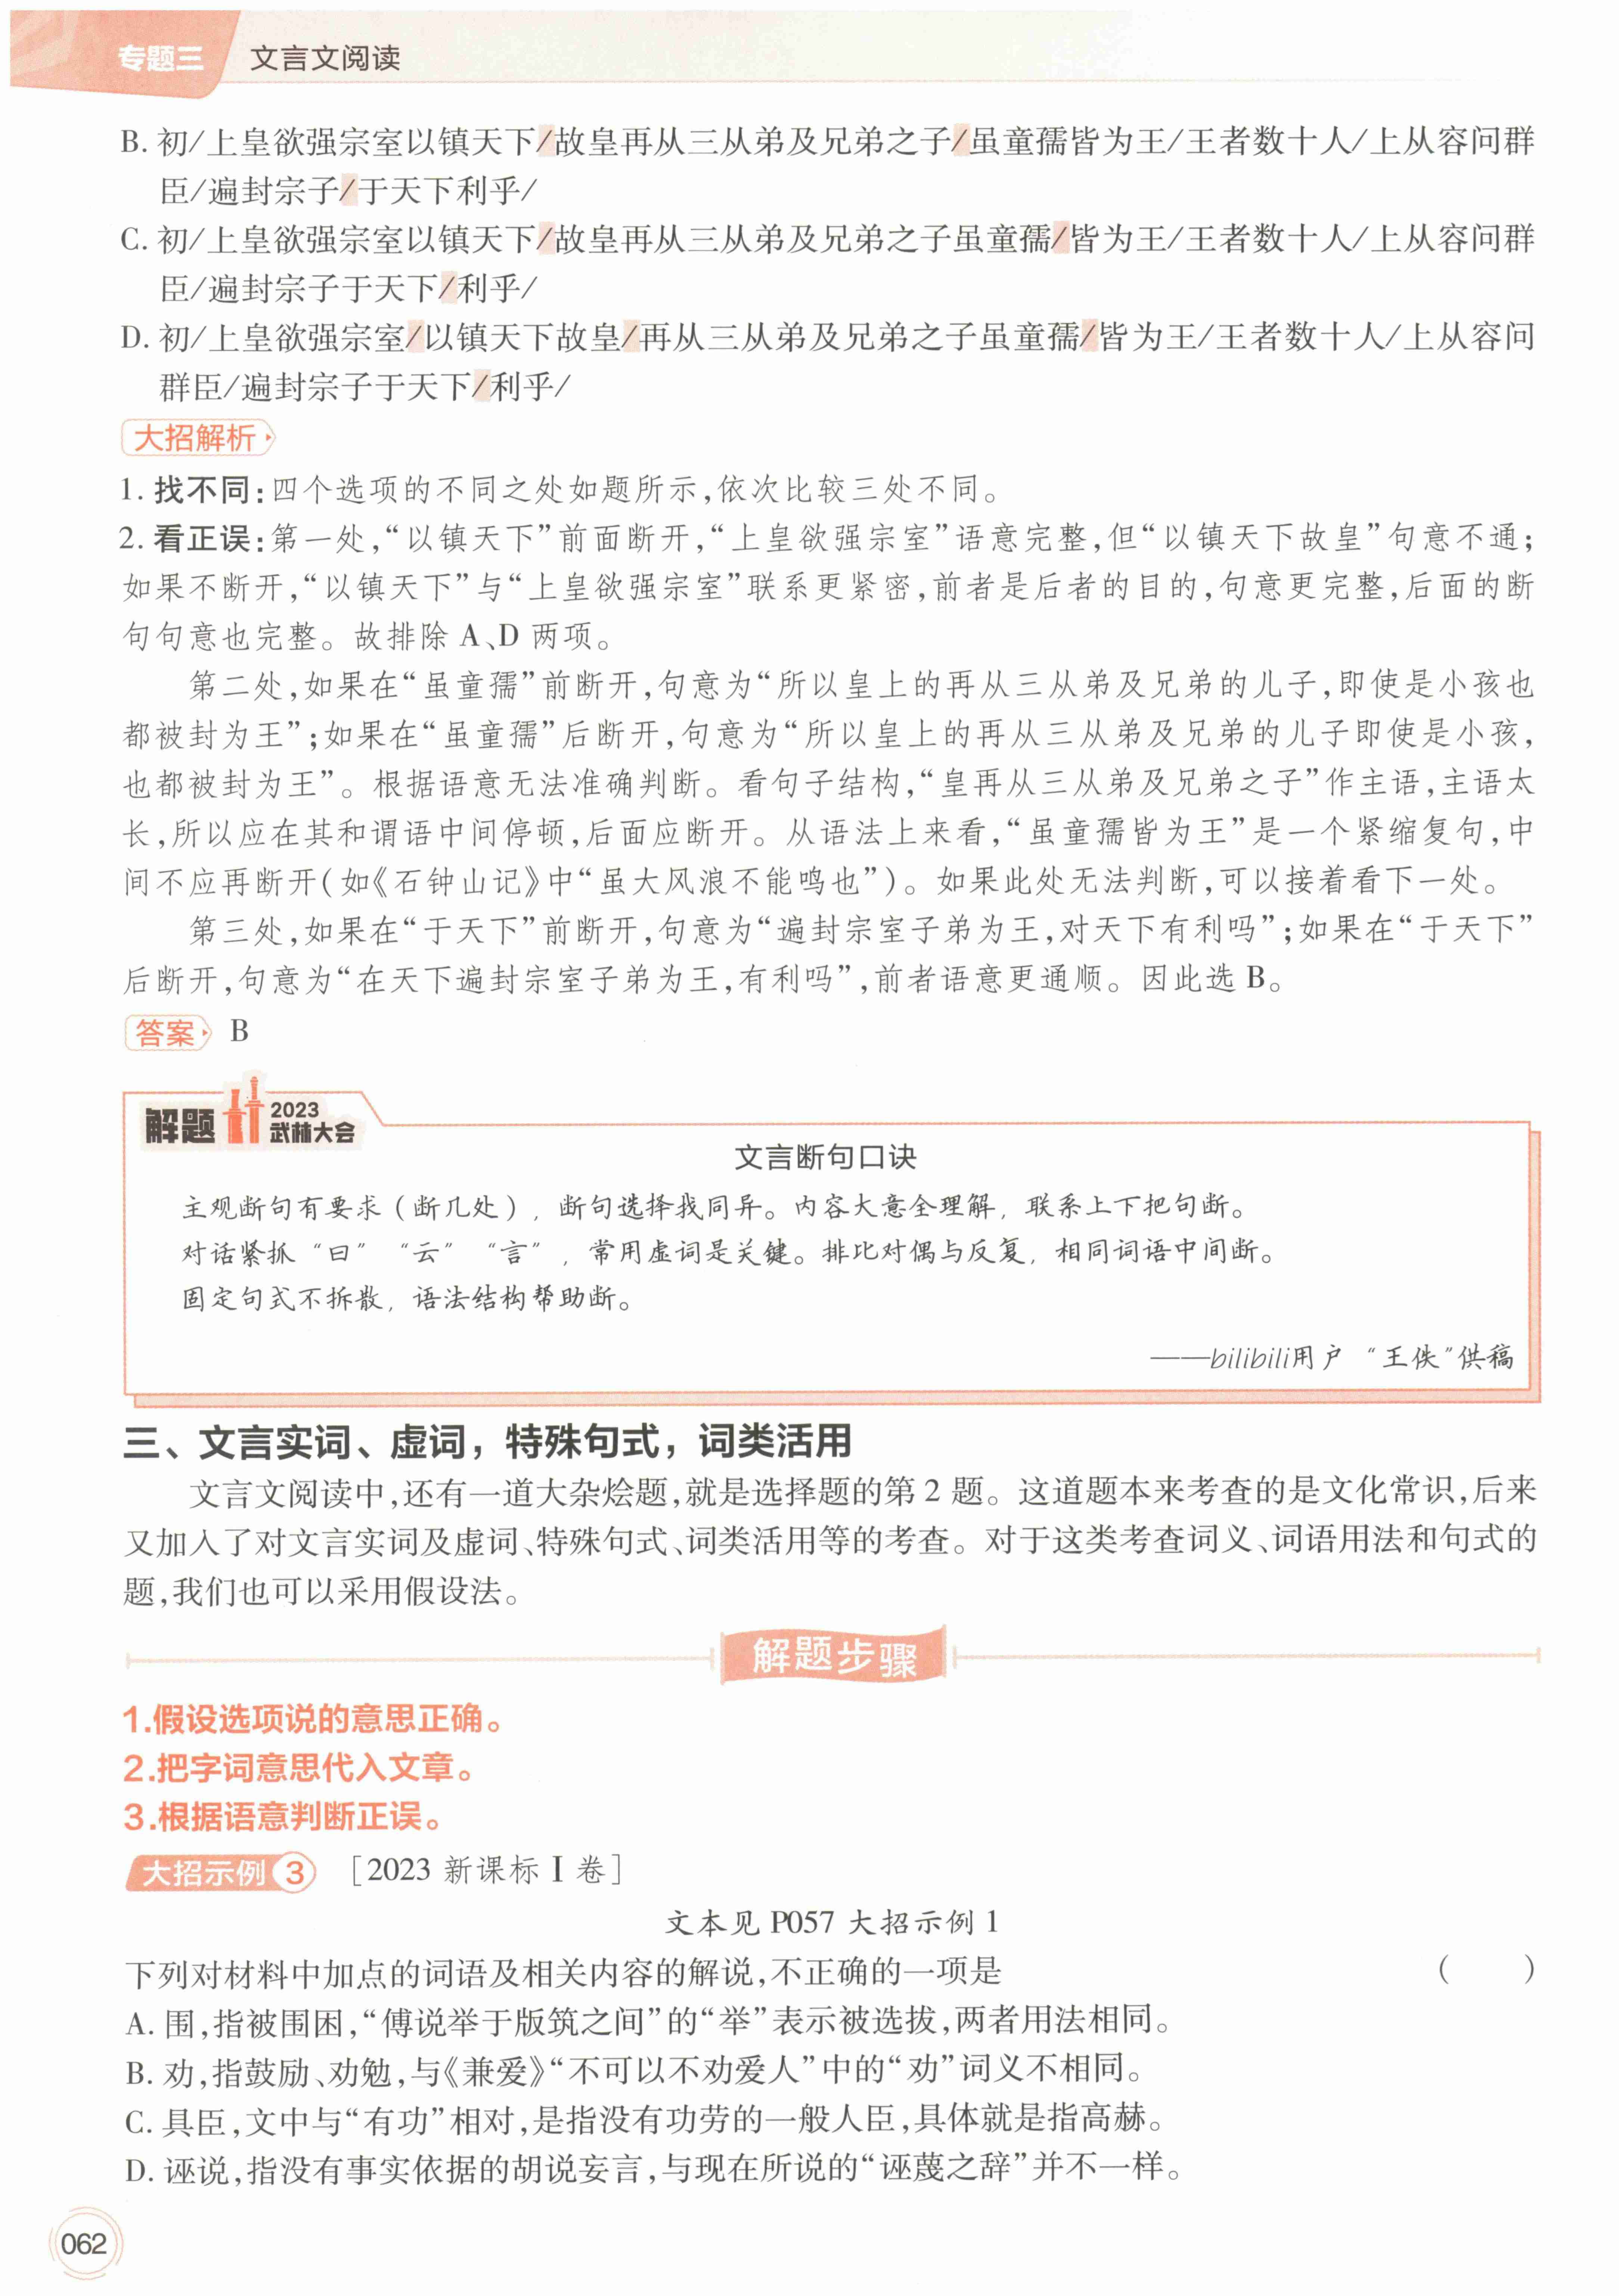 专题三 文言文阅读
B. 初/上皇欲强宗室以镇天下/故皇再从三从弟及兄弟之子/虽童孺皆为王/王者数十人/上从容问群
臣/遍封宗子/于天下利乎/
C. 初/上皇欲强宗室以镇天下/故皇再从三从弟及兄弟之子虽童孺/皆为王/王者数十人/上从容问群
臣/遍封宗子于天下/利乎/
D. 初/上皇欲强宗室/以镇天下故皇/再从三从弟及兄弟之子虽童孺/皆为王/王者数十人/上从容问
群臣/遍封宗子于天下/利乎/
大招解析
1. 找不同:四个选项的不同之处如题所示,依次比较三处不同。
2. 看正误:第一处,“以镇天下”前面断开,“上皇欲强宗室”语意完整,但“以镇天下故皇”句意不通;
如果不断开,“以镇天下”与“上皇欲强宗室”联系更紧密,前者是后者的目的,句意更完整,后面的断
句句意也完整。故排除 A、D 两项。
第二处,如果在“虽童孺”前断开,句意为“所以皇上的再从三从弟及兄弟的儿子,即使是小孩也
都被封为王”;如果在“虽童孺”后断开,句意为“所以皇上的再从三从弟及兄弟的儿子即使是小孩,
也都被封为王”。根据语意无法准确判断。看句子结构,“皇再从三从弟及兄弟之子”作主语,主语太
长,所以应在其和谓语中间停顿,后面应断开。从语法上来看,“虽童孺皆为王”是一个紧缩复句,中
间不应再断开(如《石钟山记》中“虽大风浪不能鸣也”)。如果此处无法判断,可以接着看下一处。
第三处,如果在“于天下”前断开,句意为“遍封宗室子弟为王,对天下有利吗”;如果在“于天下”
后断开,句意为“在天下遍封宗室子弟为王,有利吗”,前者语意更通顺。因此选 B。
答案 B
解题 2023
武林大会
文言断句口诀
主观断句有要求（断几处），断句选择找同异。内容大意全理解，联系上下把句断。
对话紧抓“曰”“云”“言”，常用虚词是关键。排比对偶与反复，相同词语中间断。
固定句式不拆散，语法结构帮助断。
——bilibili用户“王佚”供稿
三、文言实词、虚词，特殊句式，词类活用
文言文阅读中,还有一道大杂烩题,就是选择题的第 2 题。这道题本来考查的是文化常识,后来
又加入了对文言实词及虚词、特殊句式、词类活用等的考查。对于这类考查词义、词语用法和句式的
题,我们也可以采用假设法。
解题步骤
1.假设选项说的意思正确。
2.把字词意思代入文章。
3.根据语意判断正误。
大招示例 3 [2023 新课标 Ⅰ 卷]
文本见 P057 大招示例 1
下列对材料中加点的词语及相关内容的解说,不正确的一项是 ( )
A. 围,指被围困,“傅说举于版筑之间”的“举”表示被选拔,两者用法相同。
B. 劝,指鼓励、劝勉,与《兼爱》“不可以不劝爱人”中的“劝”词义不相同。
C. 具臣,文中与“有功”相对,是指没有功劳的一般人臣,具体就是指高赫。
D. 诬说,指没有事实依据的胡说妄言,与现在所说的“诬蔑之辞”并不一样。
062